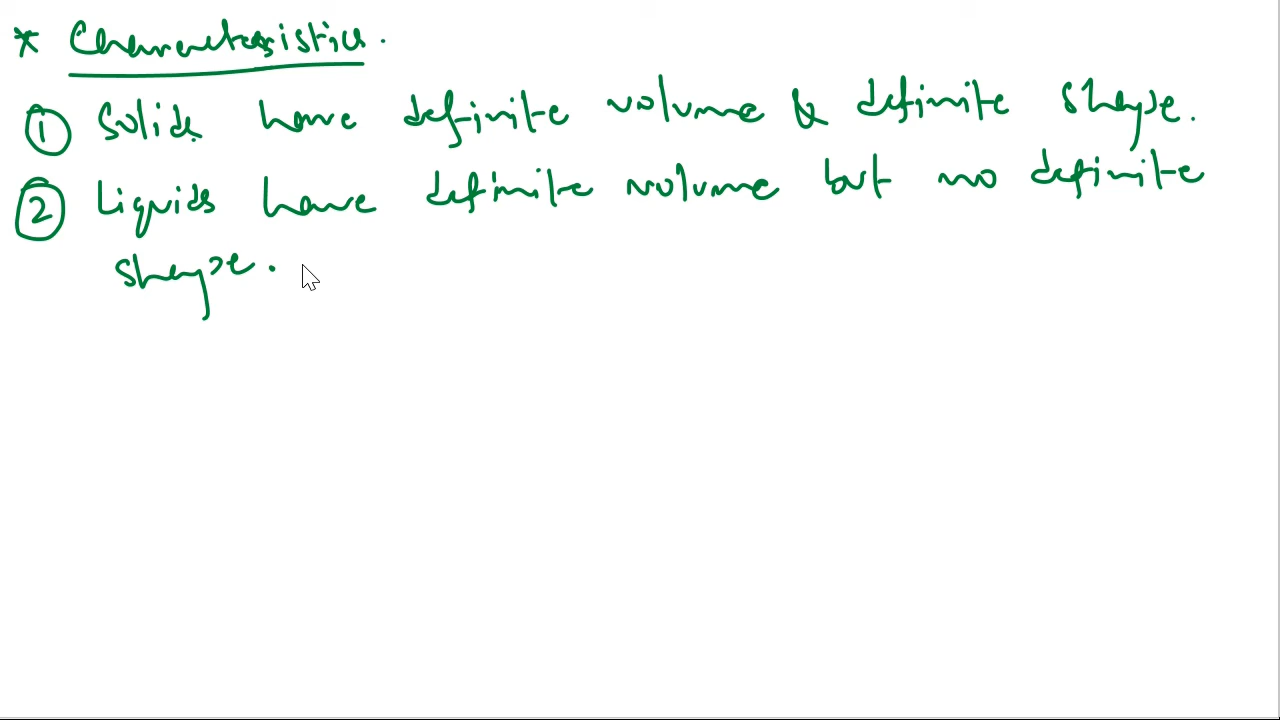 * Characteristics.
① Solids have definite volume & definite shape.
② Liquids have definite volume but no definite
shape.